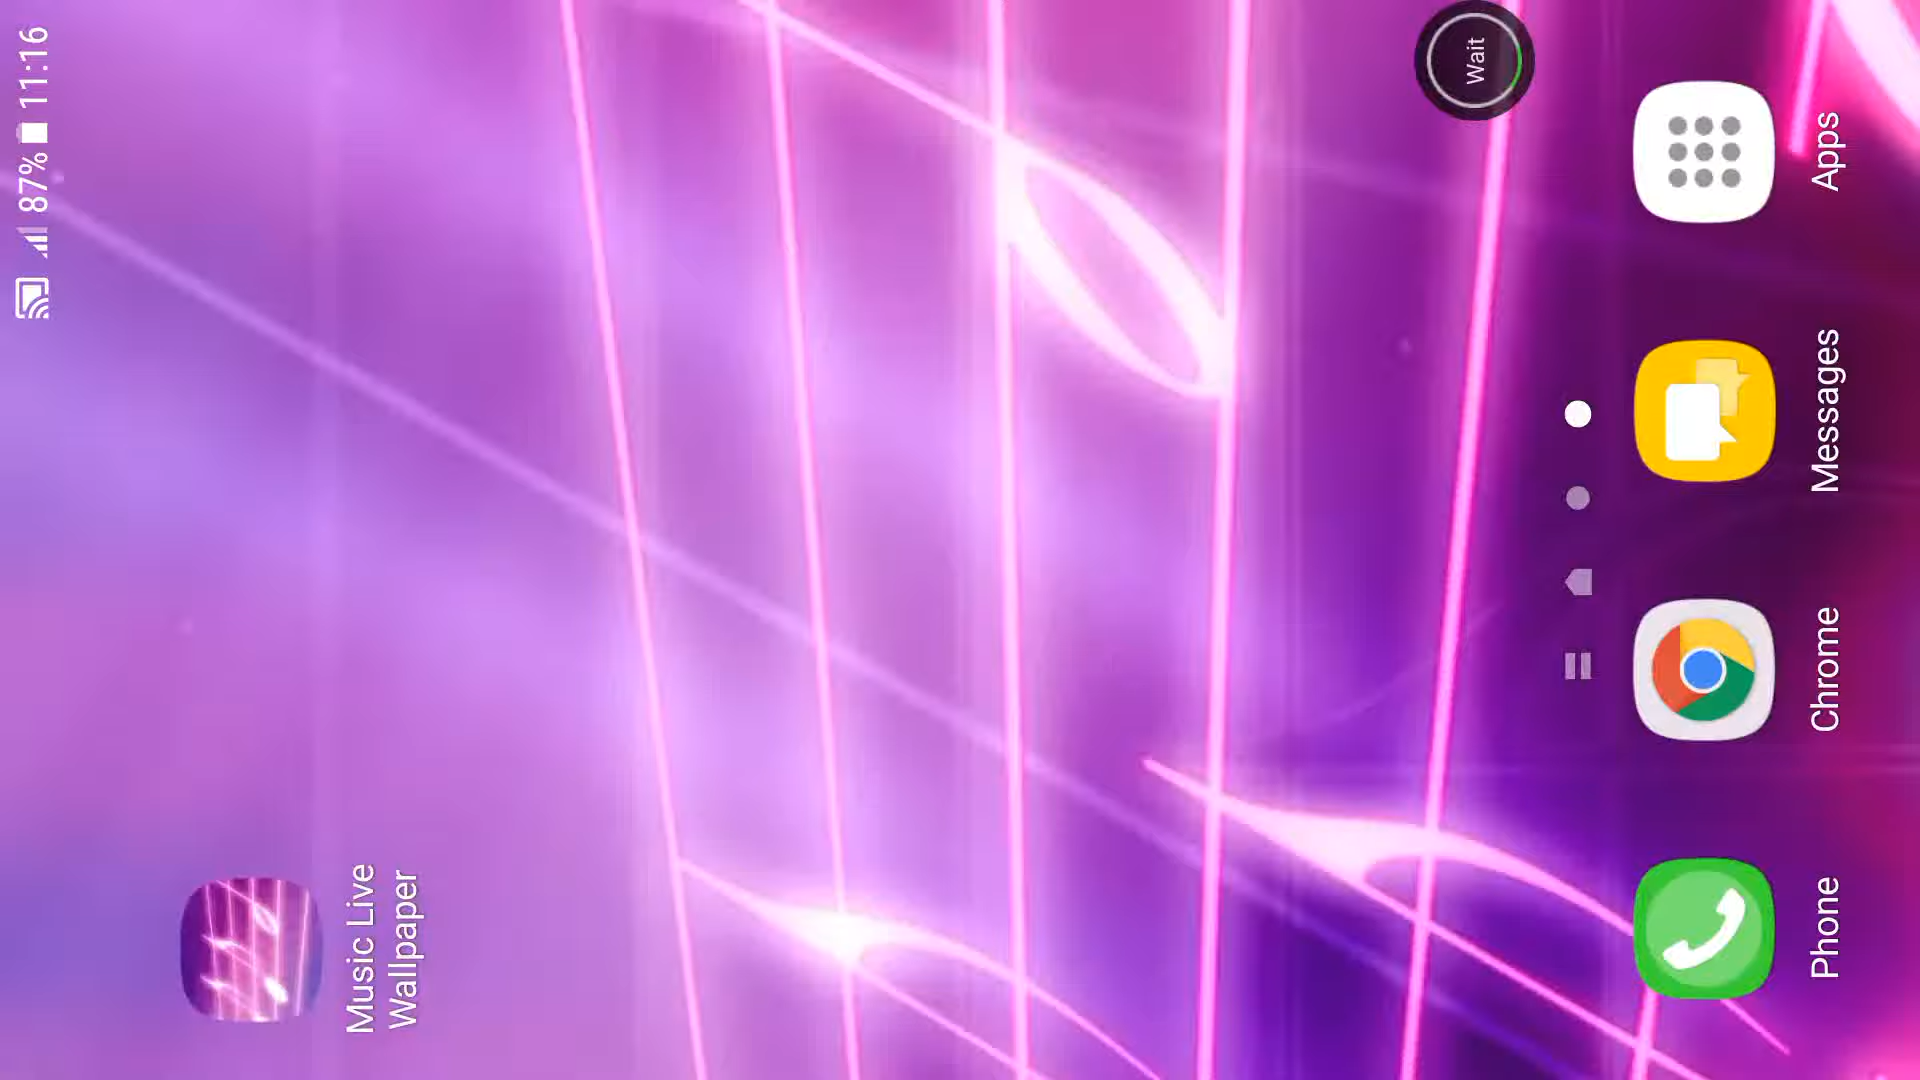 87% 11:16
Music Live
Wallpaper
Wait
Phone
Chrome
Messages
Apps